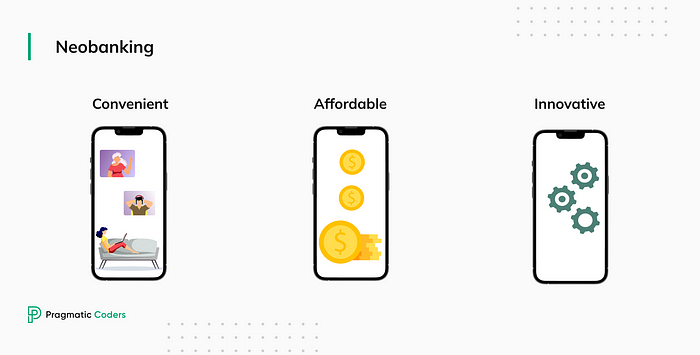 Neobanking
Convenient
Affordable
Innovative
$
$
$
Pragmatic Coders